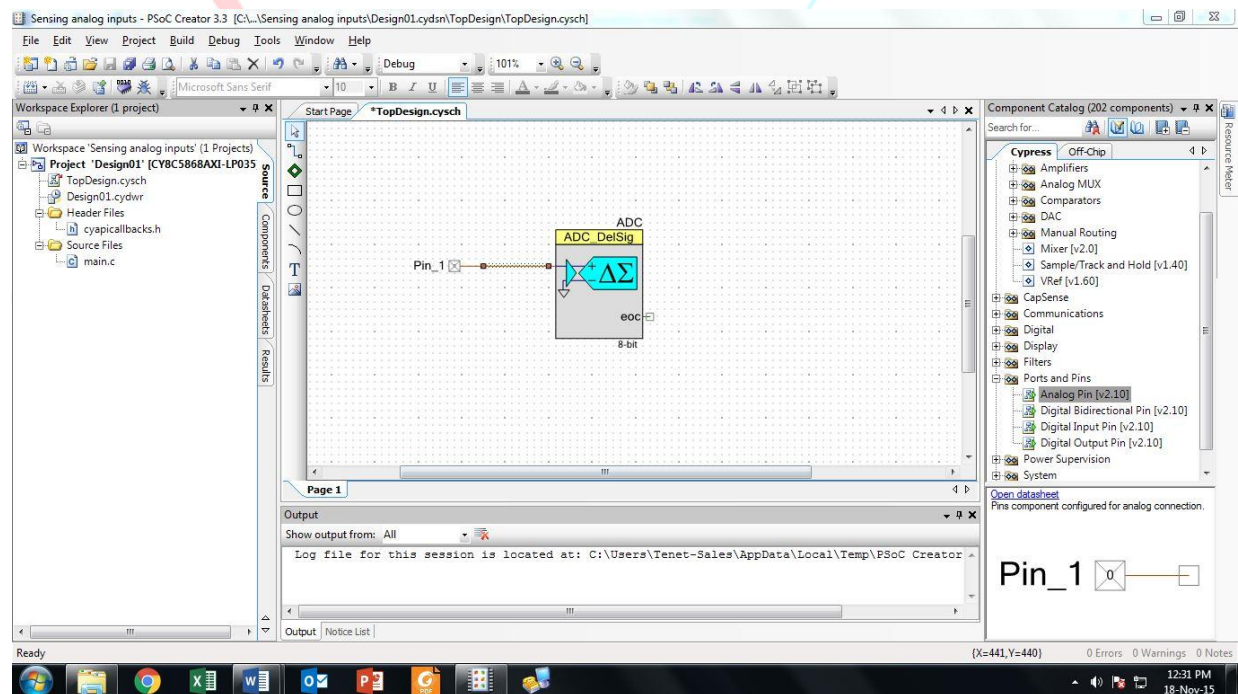 Sensing analog inputs - PSoC Creator 3.3 [C:\...\Sensing analog inputs\Design01.cydsn\TopDesign\TopDesign.cysch]
File Edit View Project Build Debug Tools Window Help
Debug 101%
Microsoft Sans Serif 10 B I U A
Workspace Explorer (1 project)
Workspace 'Sensing analog inputs' (1 Projects)
Project 'Design01' [CY8C5868AXI-LP035
TopDesign.cysch
Design01.cydwr
Header Files
cyapicallbacks.h
Source Files
main.c
Source
Components
Datasheets
Results
Start Page *TopDesign.cysch
T
ADC
ADC_DelSig
Pin_1
+ ΔΣ
-
eoc
8-bit
Page 1
Output
Show output from: All
Log file for this session is located at: C:\Users\Tenet-Sales\AppData\Local\Temp\PSoC Creator
Output Notice List
Component Catalog (202 components)
Search for...
Cypress Off-Chip
Amplifiers
Analog MUX
Comparators
DAC
Manual Routing
Mixer [v2.0]
Sample/Track and Hold [v1.40]
VRef [v1.60]
CapSense
Communications
Digital
Display
Filters
Ports and Pins
Analog Pin [v2.10]
Digital Bidirectional Pin [v2.10]
Digital Input Pin [v2.10]
Digital Output Pin [v2.10]
Power Supervision
System
Open datasheet
Pins component configured for analog connection.
Pin_1 0
Resource Meter
Ready {X=441,Y=440} 0 Errors 0 Warnings 0 Notes
12:31 PM
18-Nov-15